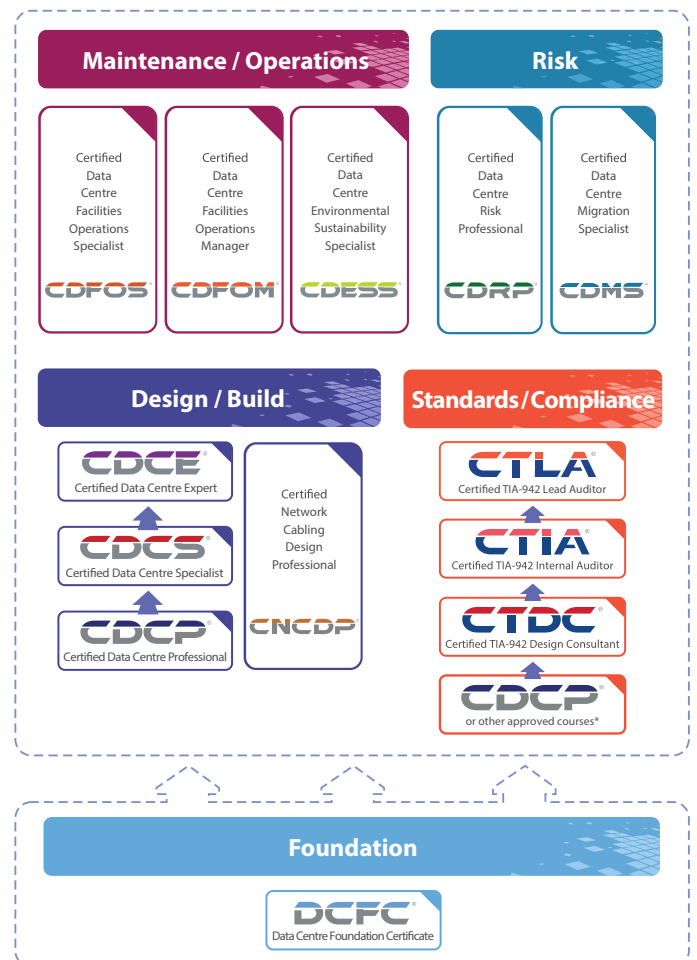 Maintenance / Operations
Certified
Data
Centre
Facilities
Operations
Specialist
CDFOS®
Certified
Data
Centre
Facilities
Operations
Manager
CDFOM®
Certified
Data
Centre
Environmental
Sustainability
Specialist
CDESS®
Risk
Certified
Data
Centre
Risk
Professional
CDRP®
Certified
Data
Centre
Migration
Specialist
CDMS®
Design / Build
CDCE®
Certified Data Centre Expert
CDCS®
Certified Data Centre Specialist
CDCP®
Certified Data Centre Professional
Certified
Network
Cabling
Design
Professional
CNCDP®
Standards/Compliance
CTLA®
Certified TIA-942 Lead Auditor
CTIA®
Certified TIA-942 Internal Auditor
CTDC®
Certified TIA-942 Design Consultant
CDCP®
or other approved courses*
Foundation
DCFC®
Data Centre Foundation Certificate